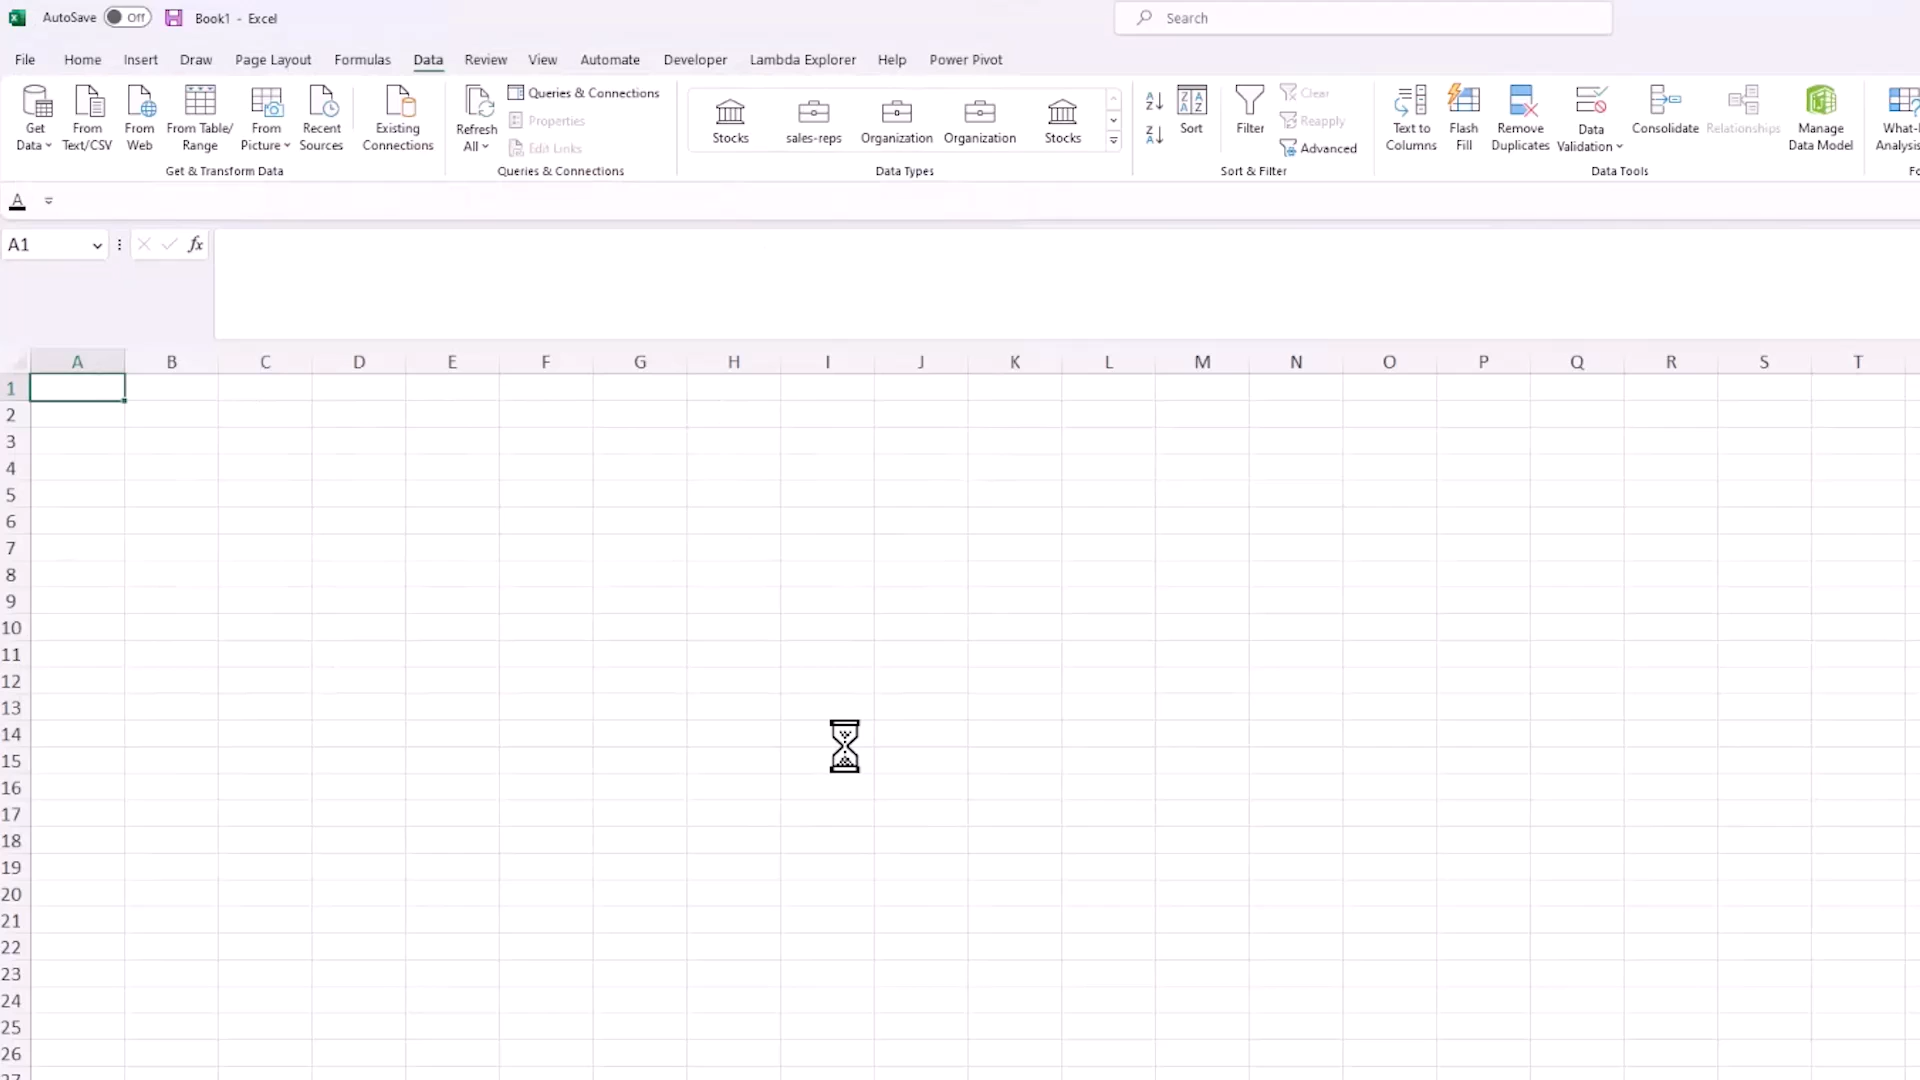 AutoSave Off Book1 - Excel Search
File Home Insert Draw Page Layout Formulas Data Review View Automate Developer Lambda Explorer Help Power Pivot
Get Data
From Text/CSV
From Web
From Table/ Range
From Picture
Recent Sources
Existing Connections
Get & Transform Data
Refresh All
Queries & Connections
Properties
Edit Links
Queries & Connections
Stocks sales-reps Organization Organization Stocks
Data Types
Sort
Filter
Clear
Reapply
Advanced
Sort & Filter
Text to Columns
Flash Fill
Remove Duplicates
Data Validation
Consolidate
Relationships
Manage Data Model
Data Tools
What-I
Analysis
Fo
A
A1 fx
A B C D E F G H I J K L M N O P Q R S T
1
2
3
4
5
6
7
8
9
10
11
12
13
14
15
16
17
18
19
20
21
22
23
24
25
26
27